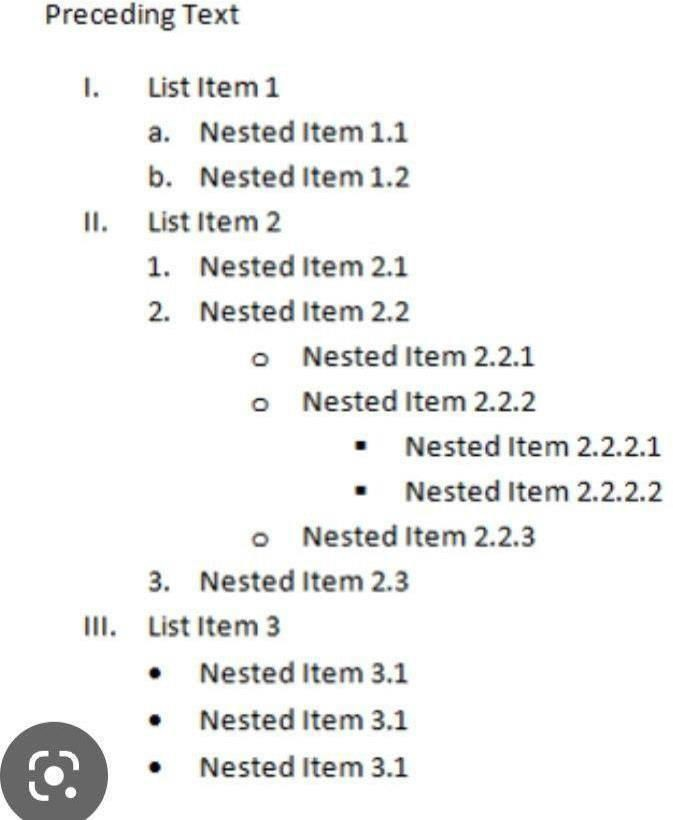 Preceding Text
I. List Item 1
a. Nested Item 1.1
b. Nested Item 1.2
II. List Item 2
1. Nested Item 2.1
2. Nested Item 2.2
o Nested Item 2.2.1
o Nested Item 2.2.2
▪ Nested Item 2.2.2.1
▪ Nested Item 2.2.2.2
o Nested Item 2.2.3
3. Nested Item 2.3
III. List Item 3
• Nested Item 3.1
• Nested Item 3.1
• Nested Item 3.1